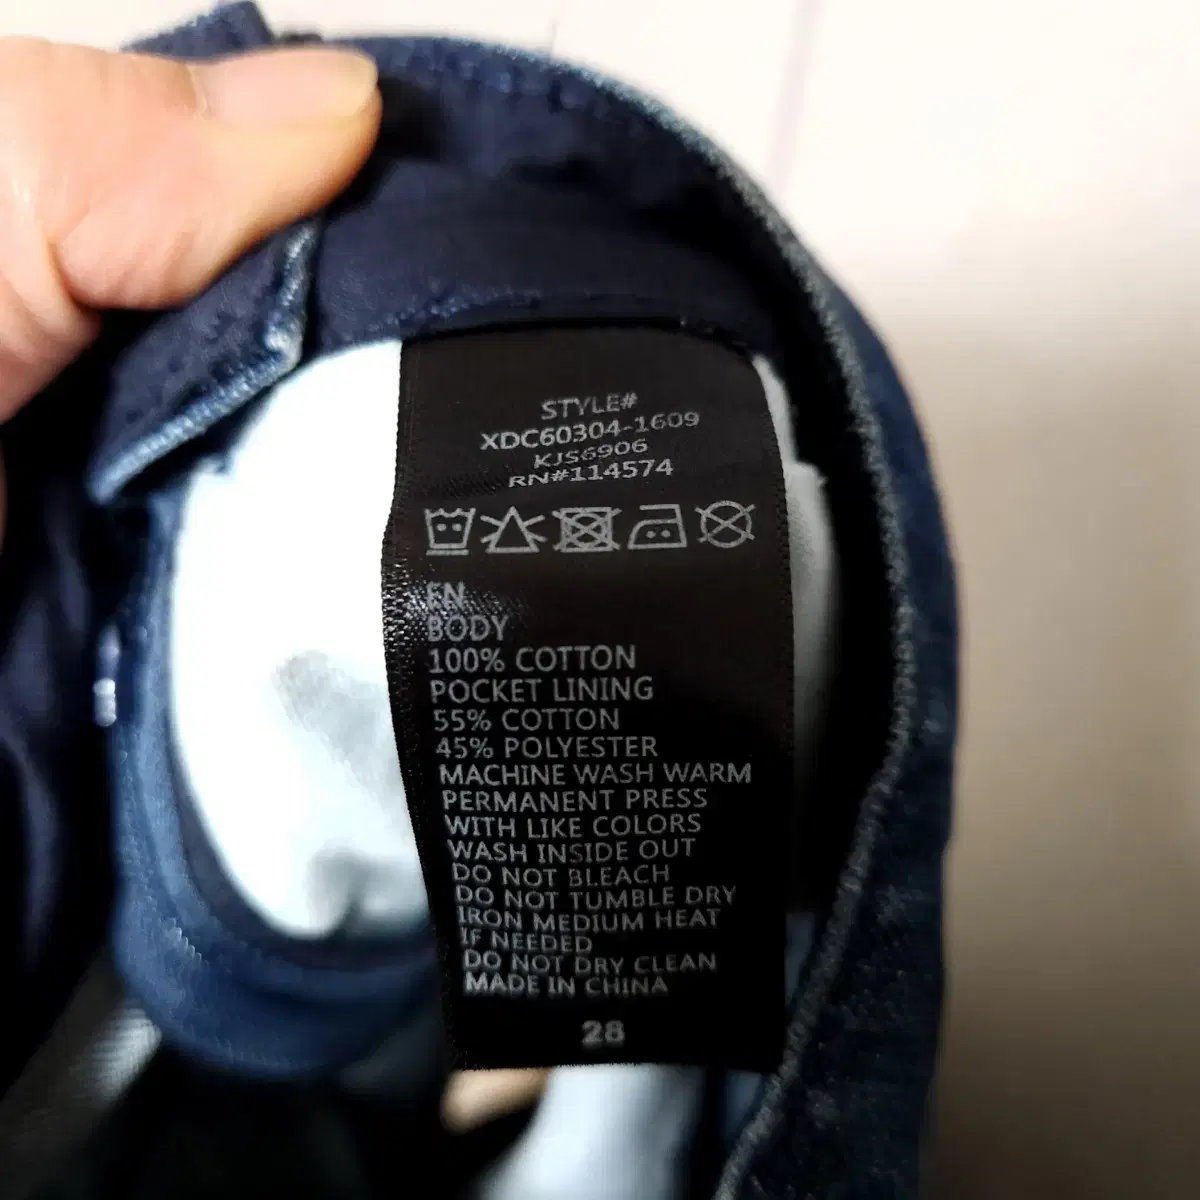 STYLE#
XDC60304-1609
KJS6906
RN#114574
EN
BODY
100% COTTON
POCKET LINING
55% COTTON
45% POLYESTER
MACHINE WASH WARM
PERMANENT PRESS
WITH LIKE COLORS
WASH INSIDE OUT
DO NOT BLEACH
DO NOT TUMBLE DRY
IRON MEDIUM HEAT
IF NEEDED
DO NOT DRY CLEAN
MADE IN CHINA
28